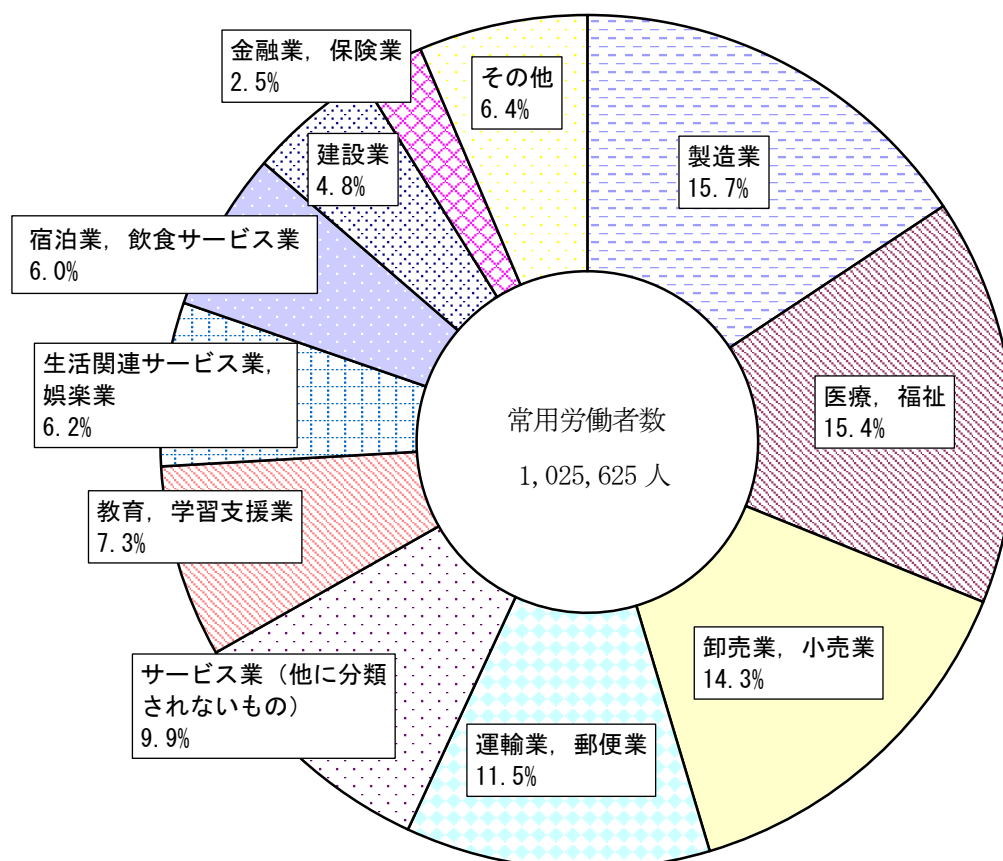 金融業，保険業
2.5%
その他
6.4%
製造業
15.7%
建設業
4.8%
宿泊業，飲食サービス業
6.0%
医療，福祉
15.4%
生活関連サービス業，
娯楽業
6.2%
常用労働者数
1,025,625 人
教育，学習支援業
7.3%
卸売業，小売業
14.3%
サービス業（他に分類
されないもの）
9.9%
運輸業，郵便業
11.5%